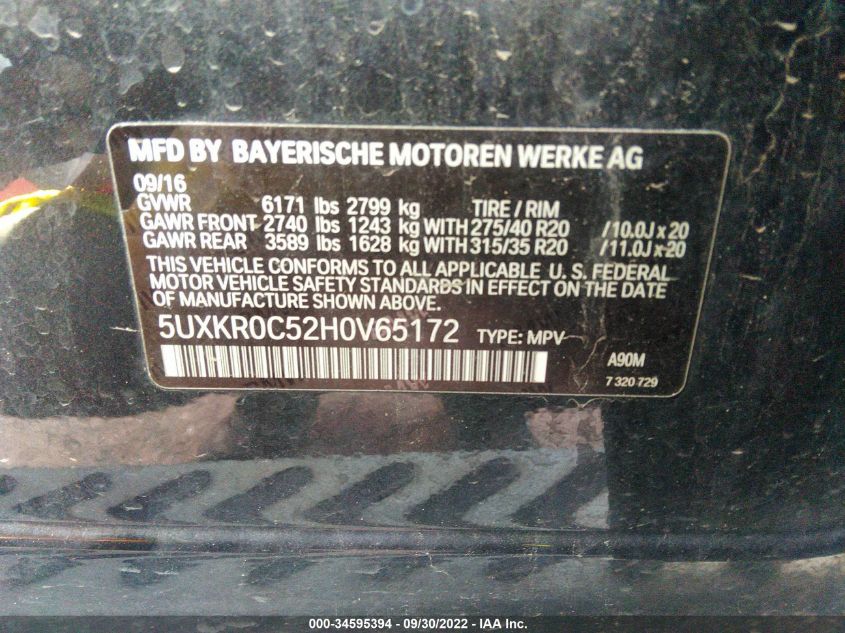 MFD BY BAYERISCHE MOTOREN WERKE AG
09/16
GVWR 6171 lbs 2799 kg TIRE / RIM
GAWR FRONT 2740 lbs 1243 kg WITH 275/40 R20 /10.0J x 20
GAWR REAR 3589 lbs 1628 kg WITH 315/35 R20 /11.0J x 20
THIS VEHICLE CONFORMS TO ALL APPLICABLE U. S. FEDERAL
MOTOR VEHICLE SAFETY STANDARDS IN EFFECT ON THE DATE OF
MANUFACTURE SHOWN ABOVE.
5UXKR0C52H0V65172 TYPE: MPV
A90M
7 320 729
000-34595394 - 09/30/2022 - IAA Inc.